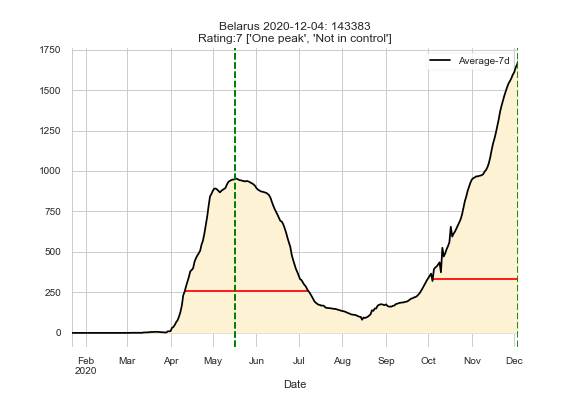 Belarus 2020-12-04: 143383
Rating:7 ['One peak', 'Not in control']
1750
1500
1250
1000
750
500
250
0
Average-7d
Feb Mar Apr May Jun Jul Aug Sep Oct Nov Dec
2020
Date